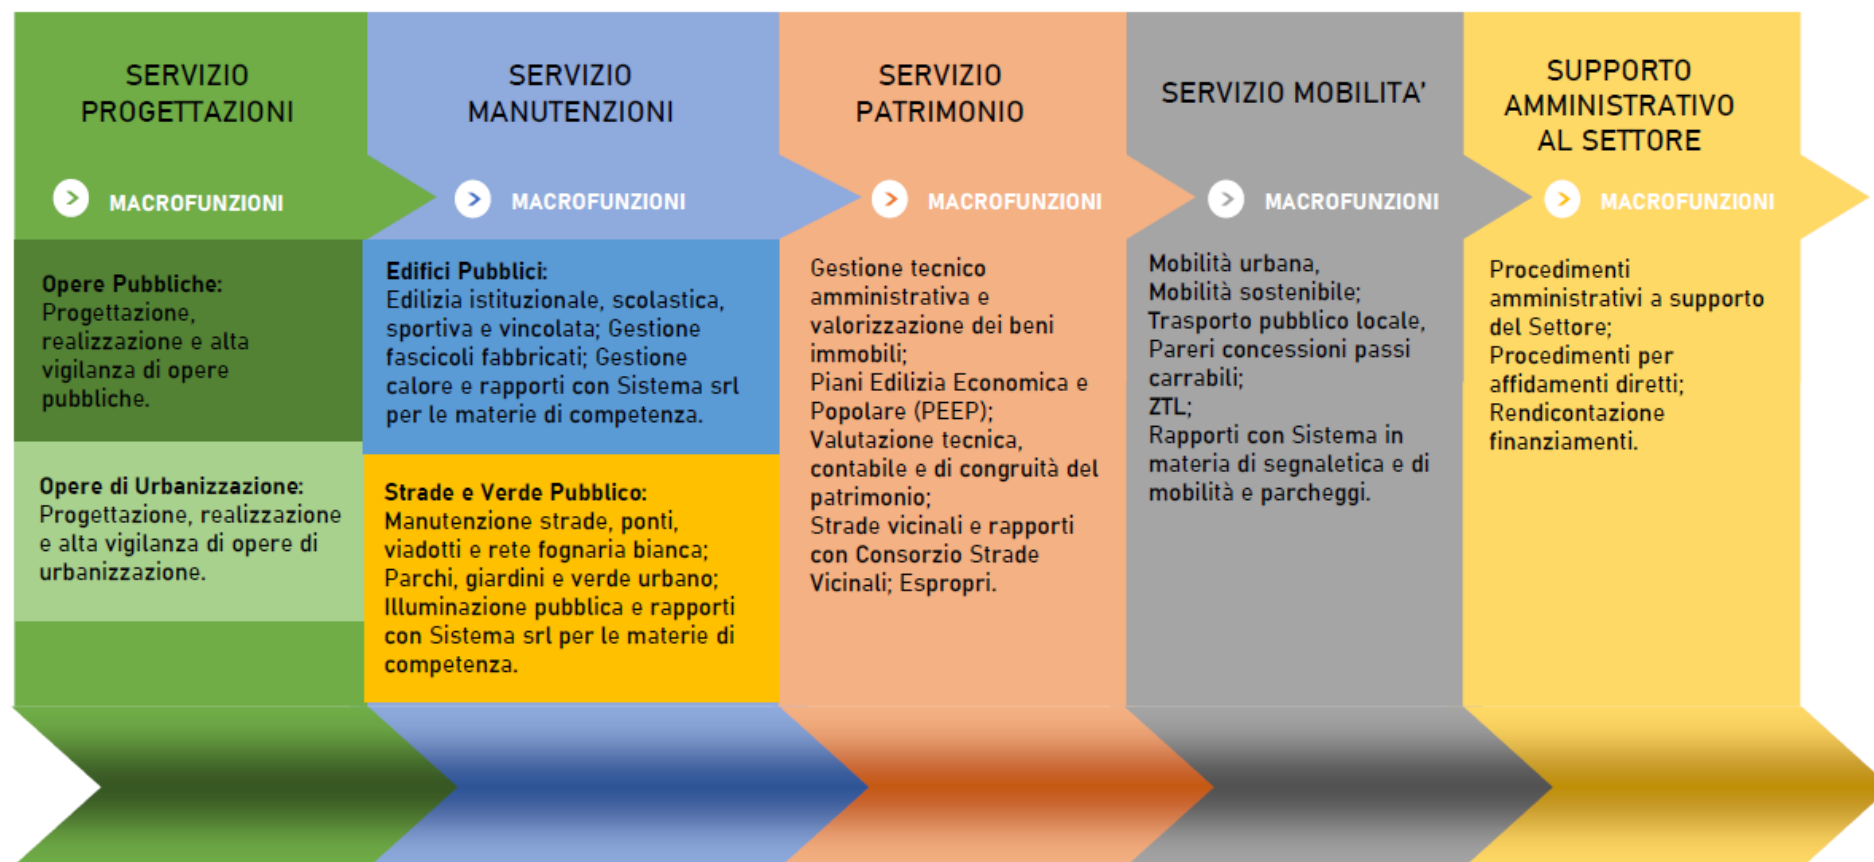 SERVIZIO
PROGETTAZIONI
MACROFUNZIONI
Opere Pubbliche:
Progettazione,
realizzazione e alta
vigilanza di opere
pubbliche.
Opere di Urbanizzazione:
Progettazione, realizzazione
e alta vigilanza di opere di
urbanizzazione.
SERVIZIO
MANUTENZIONI
MACROFUNZIONI
Edifici Pubblici:
Edilizia istituzionale, scolastica,
sportiva e vincolata; Gestione
fascicoli fabbricati; Gestione
calore e rapporti con Sistema srl
per le materie di competenza.
Strade e Verde Pubblico:
Manutenzione strade, ponti,
viadotti e rete fognaria bianca;
Parchi, giardini e verde urbano;
Illuminazione pubblica e rapporti
con Sistema srl per le materie di
competenza.
SERVIZIO
PATRIMONIO
MACROFUNZIONI
Gestione tecnico
amministrativa e
valorizzazione dei beni
immobili;
Piani Edilizia Economica e
Popolare (PEEP);
Valutazione tecnica,
contabile e di congruità del
patrimonio;
Strade vicinali e rapporti
con Consorzio Strade
Vicinali; Espropri.
SERVIZIO MOBILITA'
MACROFUNZIONI
Mobilità urbana,
Mobilità sostenibile;
Trasporto pubblico locale,
Pareri concessioni passi
carrabili;
ZTL;
Rapporti con Sistema in
materia di segnaletica e di
mobilità e parcheggi.
SUPPORTO
AMMINISTRATIVO
AL SETTORE
MACROFUNZIONI
Procedimenti
amministrativi a supporto
del Settore;
Procedimenti per
affidamenti diretti;
Rendicontazione
finanziamenti.